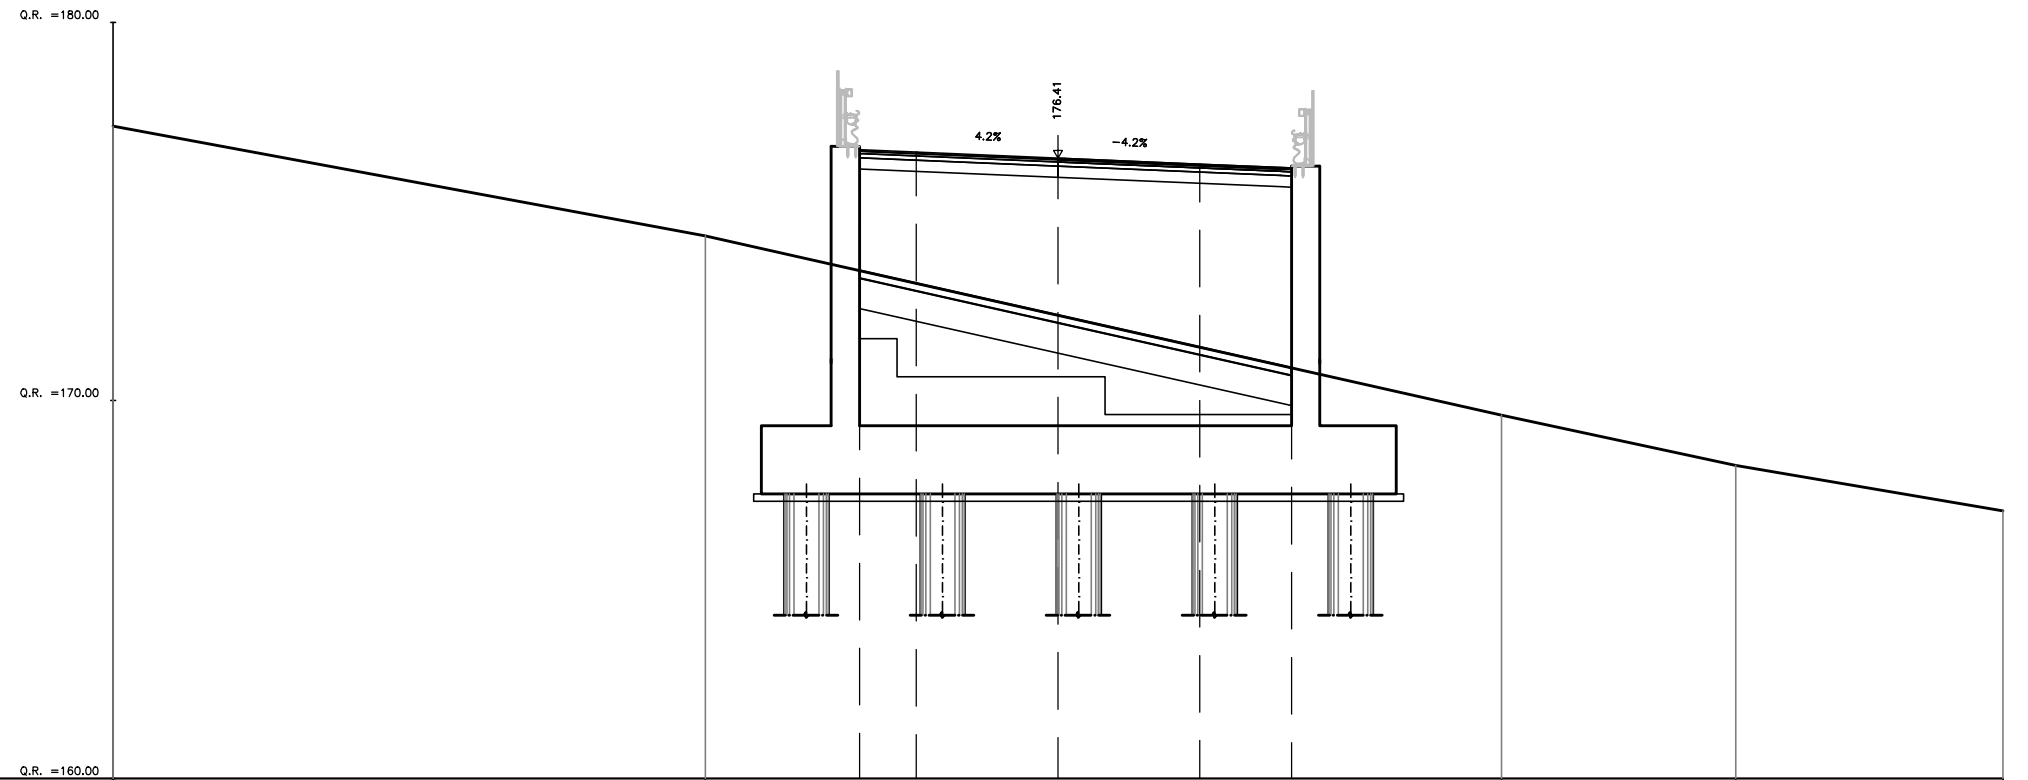 Q.R. =180.00
176.41
4.2%
-4.2%
Q.R. =170.00
Q.R. =160.00